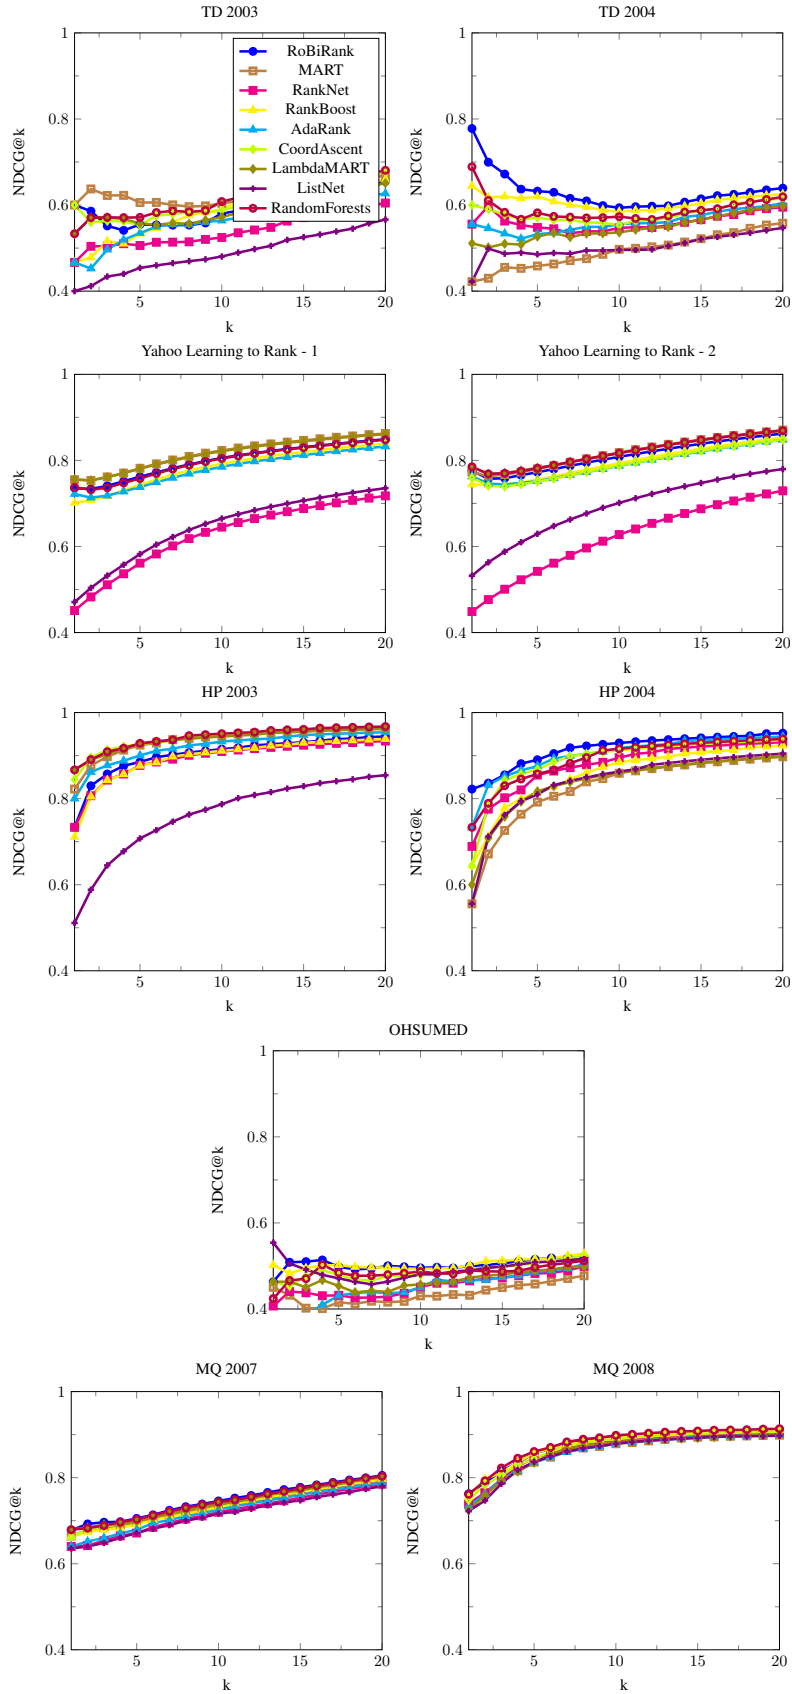 TD 2003
TD 2004
1
0.8
0.6
0.4
NDCG@k
5
10
15
20
k
RoBiRank
MART
RankNet
RankBoost
AdaRank
CoordAscent
LambdaMART
ListNet
RandomForests
1
0.8
0.6
0.4
NDCG@k
5
10
15
20
k
Yahoo Learning to Rank - 1
Yahoo Learning to Rank - 2
1
0.8
0.6
0.4
NDCG@k
5
10
15
20
k
1
0.8
0.6
0.4
NDCG@k
5
10
15
20
k
HP 2003
HP 2004
1
0.8
0.6
0.4
NDCG@k
5
10
15
20
k
1
0.8
0.6
0.4
NDCG@k
5
10
15
20
k
OHSUMED
1
0.8
0.6
0.4
NDCG@k
5
10
15
20
k
MQ 2007
MQ 2008
1
0.8
0.6
0.4
NDCG@k
5
10
15
20
k
1
0.8
0.6
0.4
NDCG@k
5
10
15
20
k